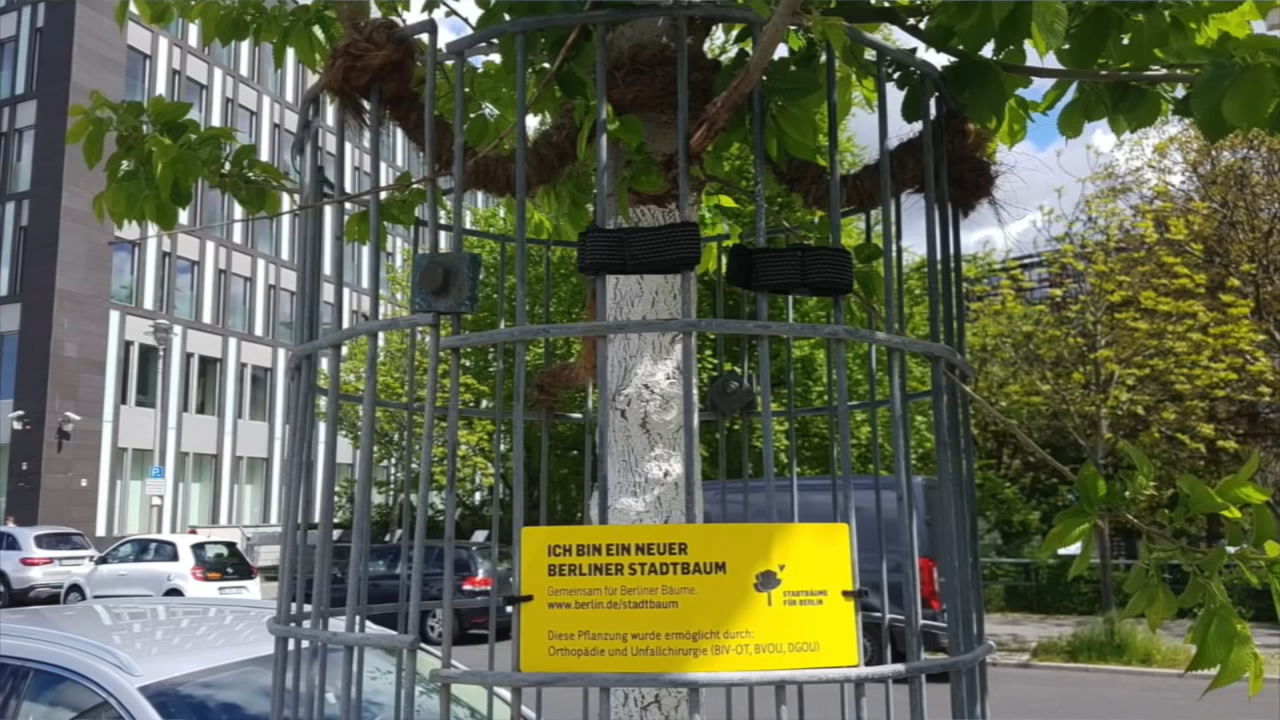 ICH BIN EIN NEUER
BERLINER STADTBAUM
Gemeinsam für Berliner Bäume.
www.berlin.de/stadtbaum
STADTBÄUME
FÜR BERLIN
Diese Pflanzung wurde ermöglicht durch:
Orthopädie und Unfallchirurgie (BIV-OT, BVOU, DGOU)
P